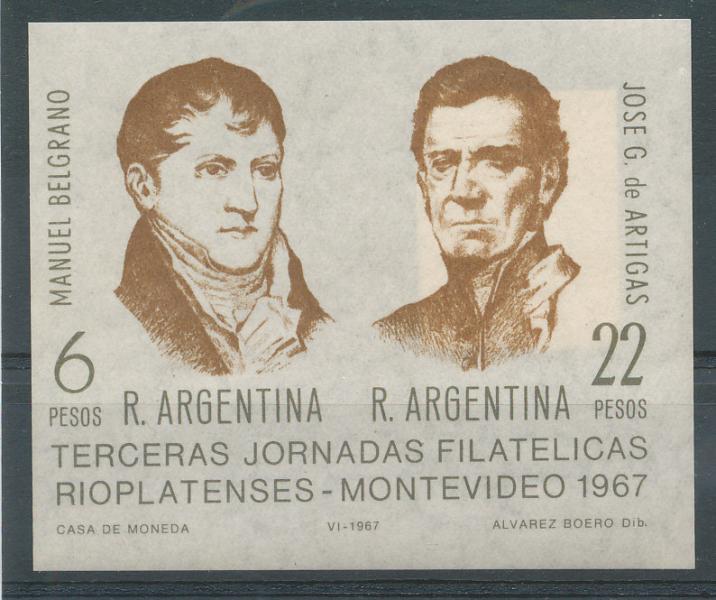 MANUEL BELGRANO
JOSE G. de ARTIGAS
6
PESOS
R. ARGENTINA
R. ARGENTINA
22
PESOS
TERCERAS JORNADAS FILATELICAS
RIOPLATENSES - MONTEVIDEO 1967
CASA DE MONEDA
VI-1967
ALVAREZ BOERO Dib.